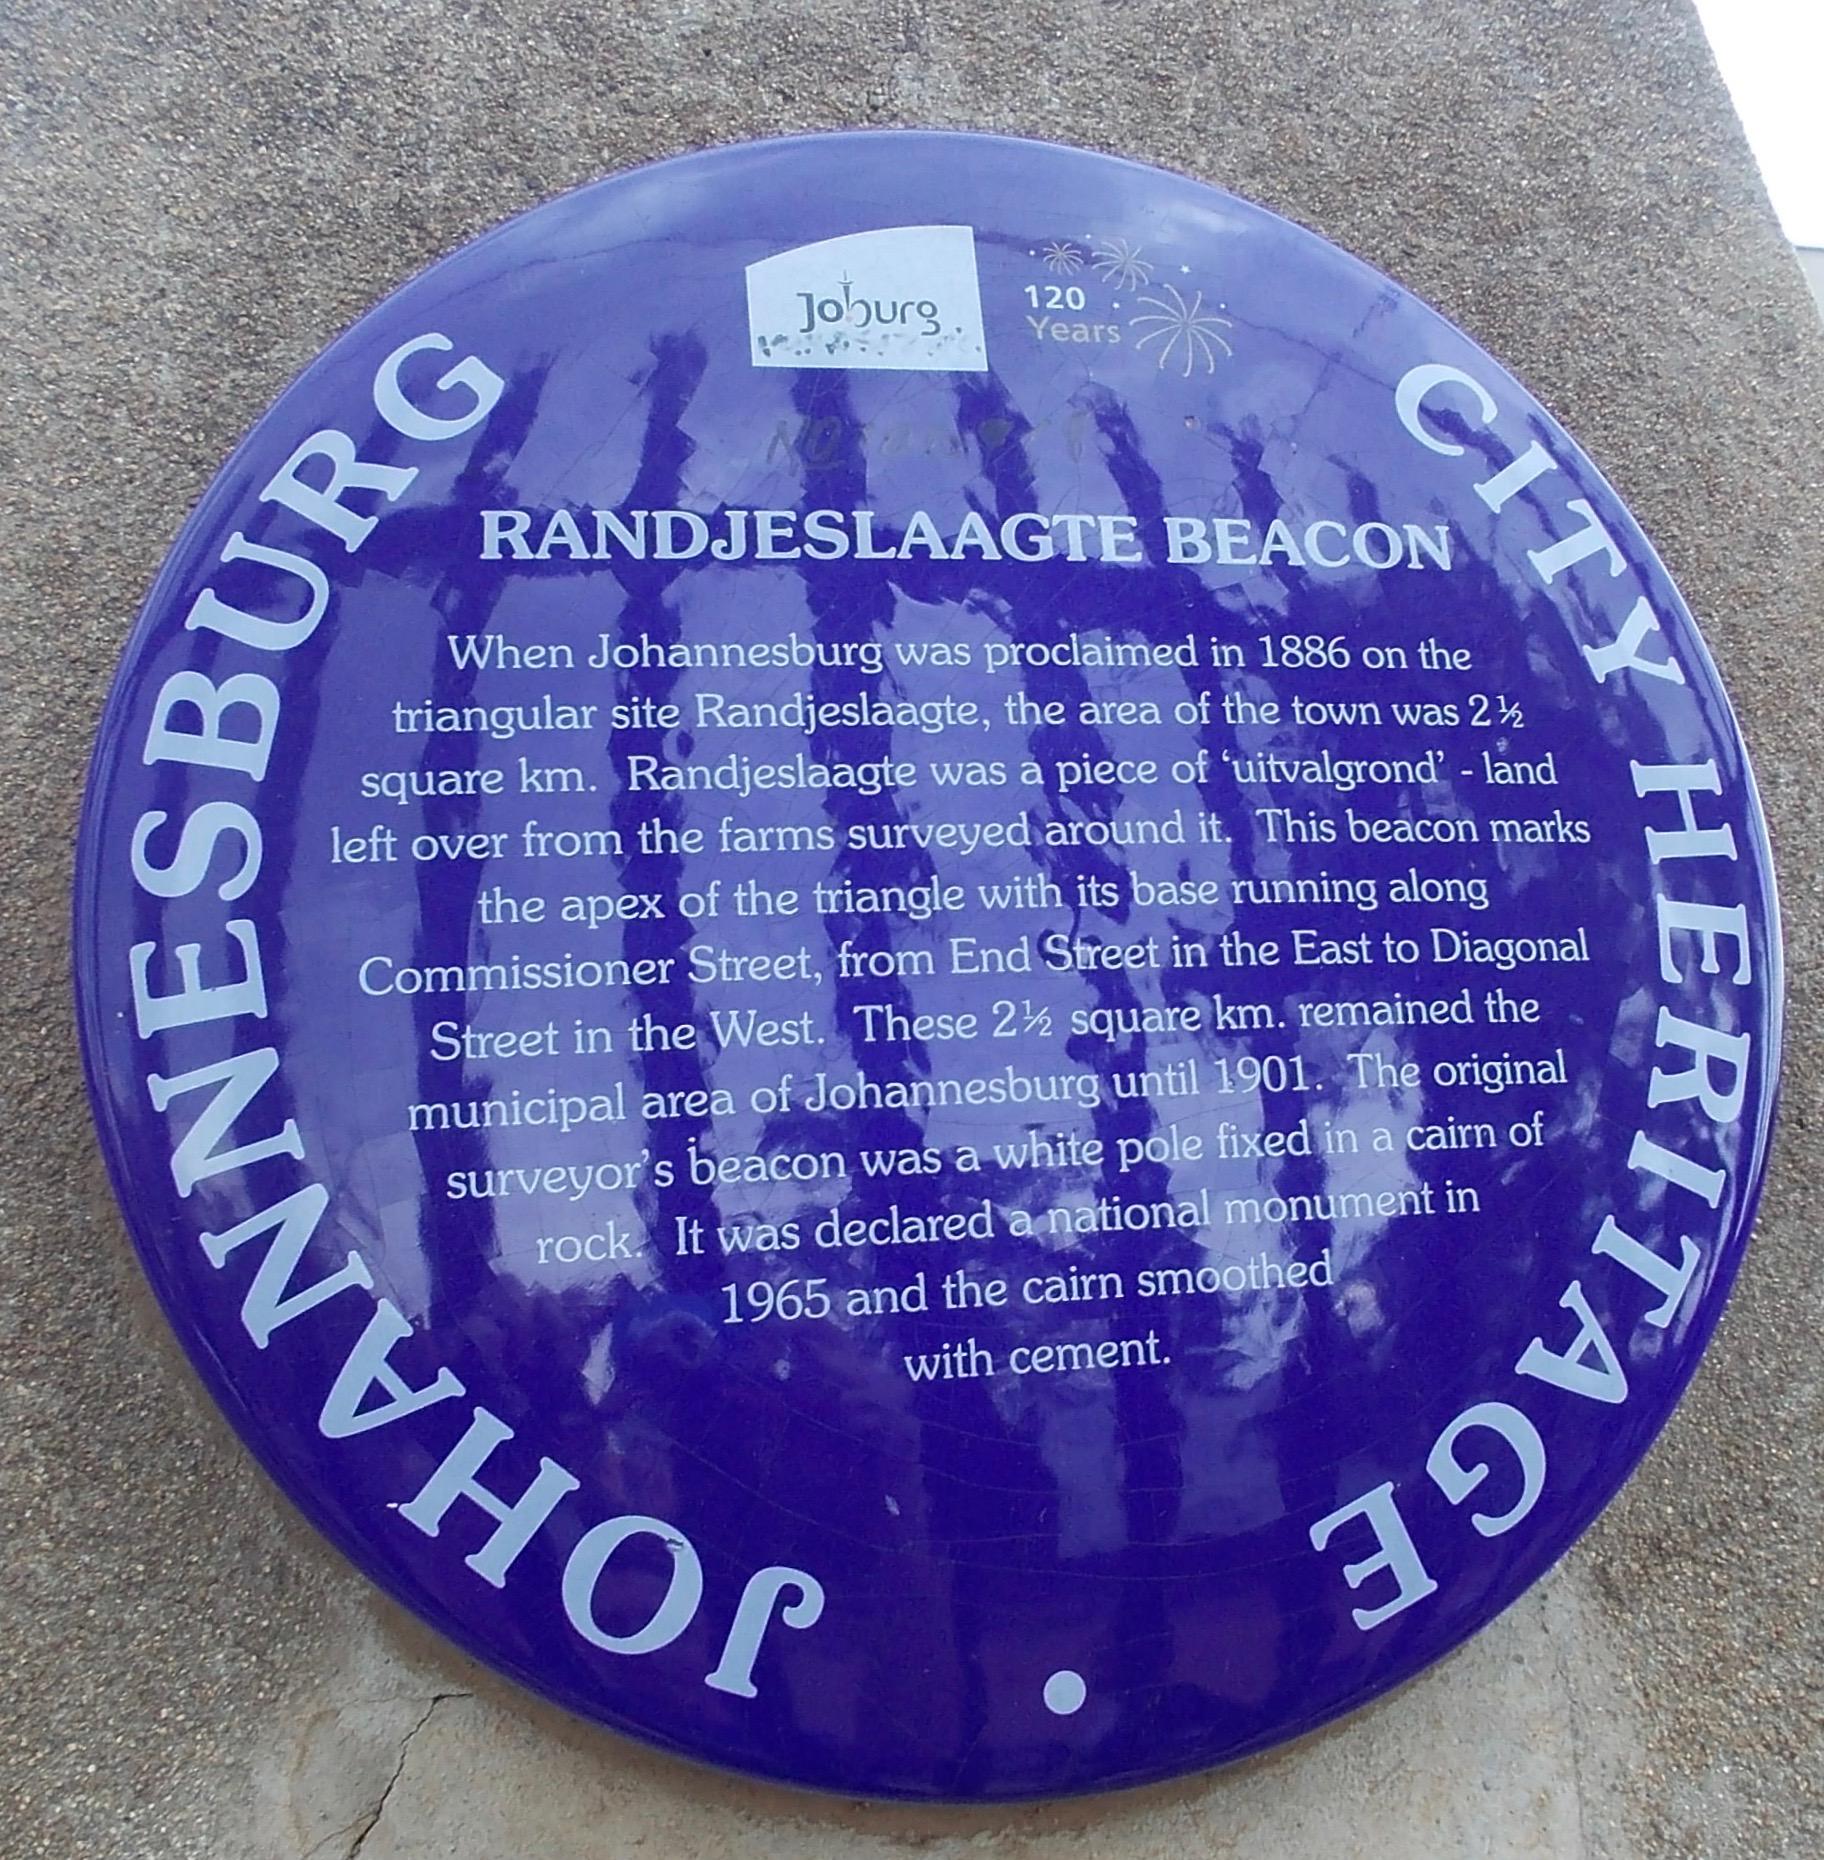 Joburg
120
Years
JOHANNESBURG CITY HERITAGE
RANDJESLAAGTE BEACON
When Johannesburg was proclaimed in 1886 on the
triangular site Randjeslaagte, the area of the town was 2½
square km. Randjeslaagte was a piece of ‘uitvalgrond’ - land
left over from the farms surveyed around it. This beacon marks
the apex of the triangle with its base running along
Commissioner Street, from End Street in the East to Diagonal
Street in the West. These 2½ square km. remained the
municipal area of Johannesburg until 1901. The original
surveyor’s beacon was a white pole fixed in a cairn of
rock. It was declared a national monument in
1965 and the cairn smoothed
with cement.